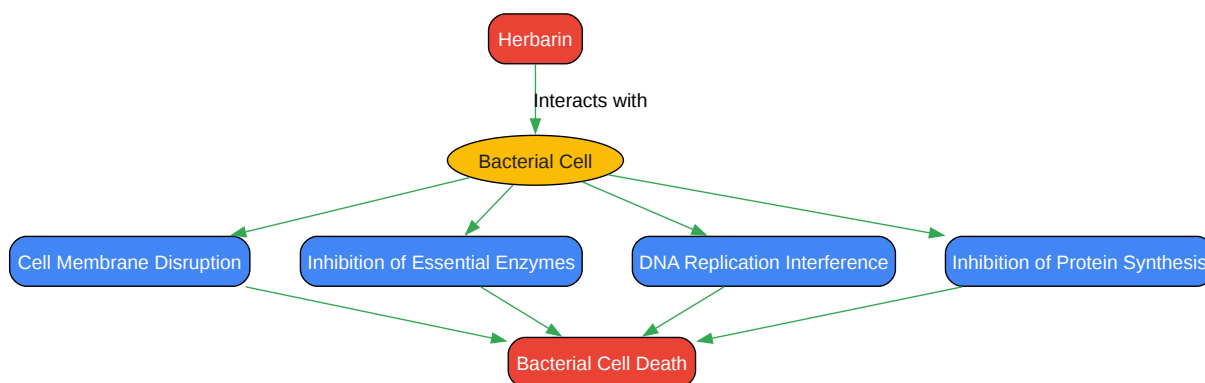 Herbarin
Interacts with
Bacterial Cell
Cell Membrane Disruption
Inhibition of Essential Enzymes
DNA Replication Interference
Inhibition of Protein Synthesis
Bacterial Cell Death